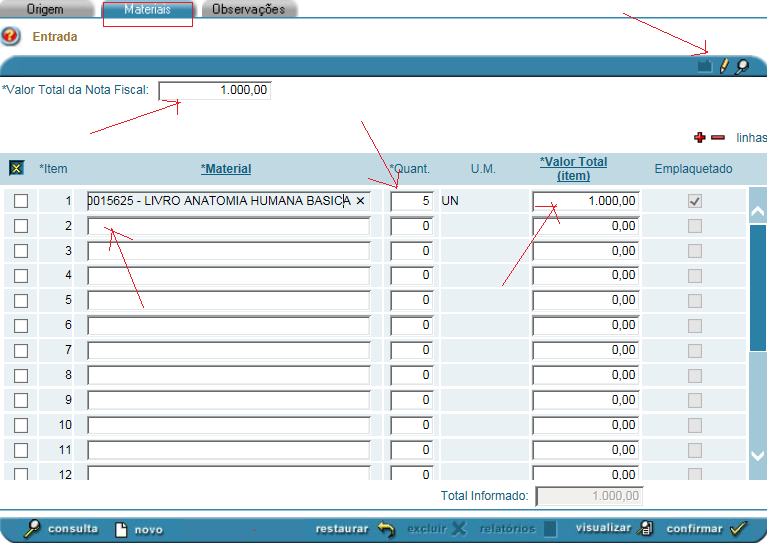 Origem Materiais Observações
Entrada
*Valor Total da Nota Fiscal: 1.000,00
linhas
*Item *Material *Quant. U.M. *Valor Total (item) Emplaquetado
1 0015625 - LIVRO ANATOMIA HUMANA BASICA 5 UN 1.000,00
2 0 0,00
3 0 0,00
4 0 0,00
5 0 0,00
6 0 0,00
7 0 0,00
8 0 0,00
9 0 0,00
10 0 0,00
11 0 0,00
12 0 0,00
Total Informado: 1.000,00
consulta novo restaurar excluir relatórios visualizar confirmar